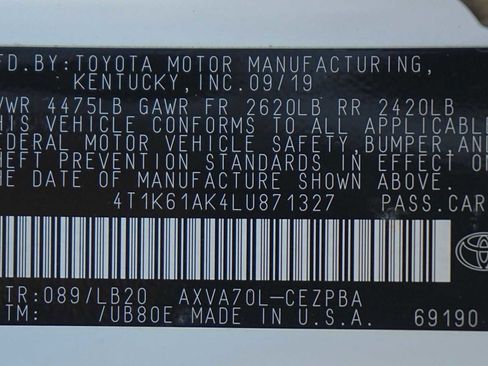 FD.BY:TOYOTA MOTOR MANUFACTURING,
KENTUCKY,INC.09/19
VWR 4475LB GAWR FR 2620LB RR 2420LB
HIS VEHICLE CONFORMS TO ALL APPLICABLE
EDERAL MOTOR VEHICLE SAFETY,BUMPER,AND
HEFT PREVENTION STANDARDS IN EFFECT ON
HE DATE OF MANUFACTURE SHOWN ABOVE.
4T1K61AK4LU871327 PASS.CAR
TR:089/LB20 AXVA70L-CEZPBA
TM: /UB80E MADE IN U.S.A. 69190